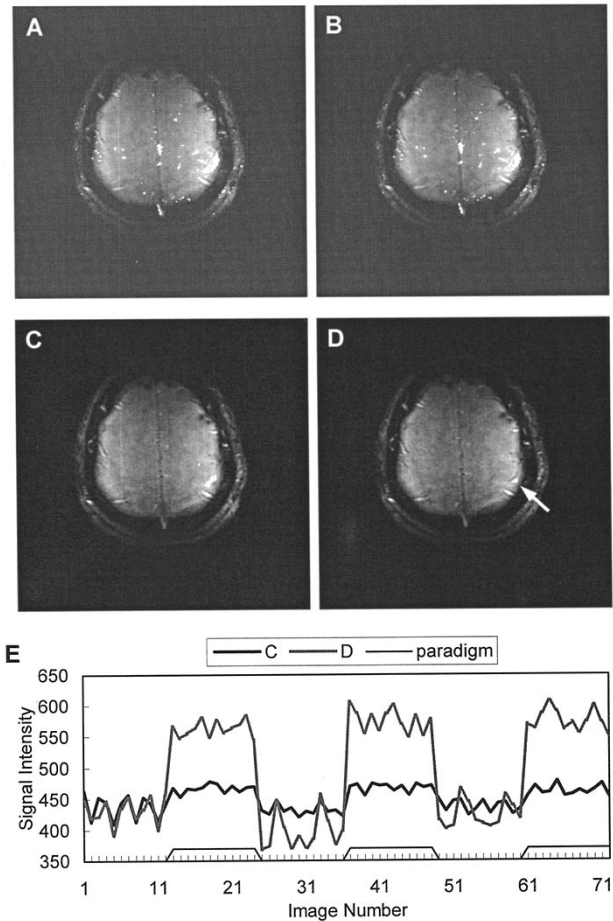 A
B
C
D
E
C D paradigm
650
600
550
500
450
400
350
Signal Intensity
1 11 21 31 41 51 61 71
Image Number